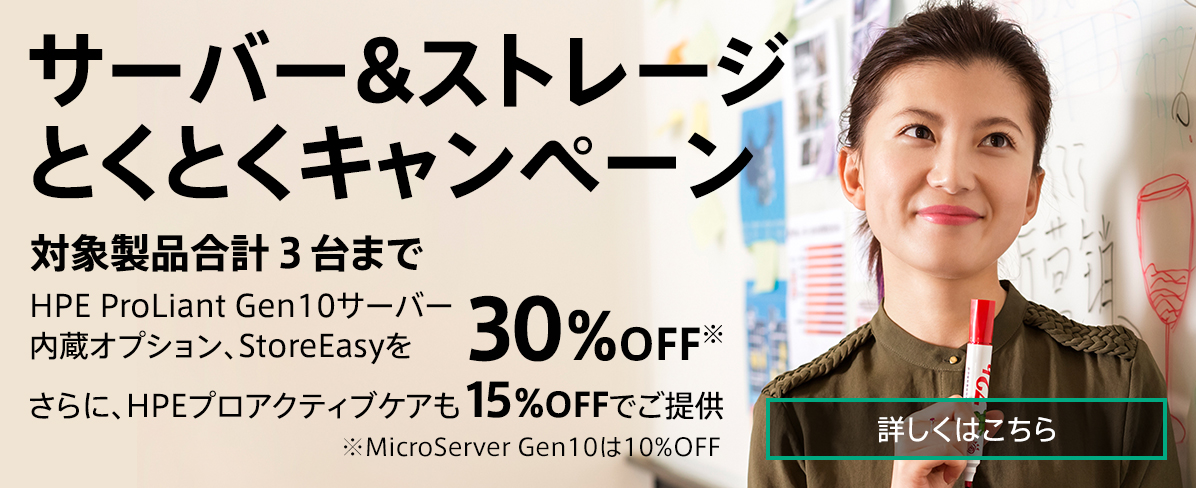 サーバー&ストレージ
とくとくキャンペーン
対象製品合計 3 台まで
HPE ProLiant Gen10サーバー
内蔵オプション、StoreEasyを
30%OFF※
さらに、HPEプロアクティブケアも 15%OFFでご提供
※MicroServer Gen10は10%OFF
詳しくはこちら